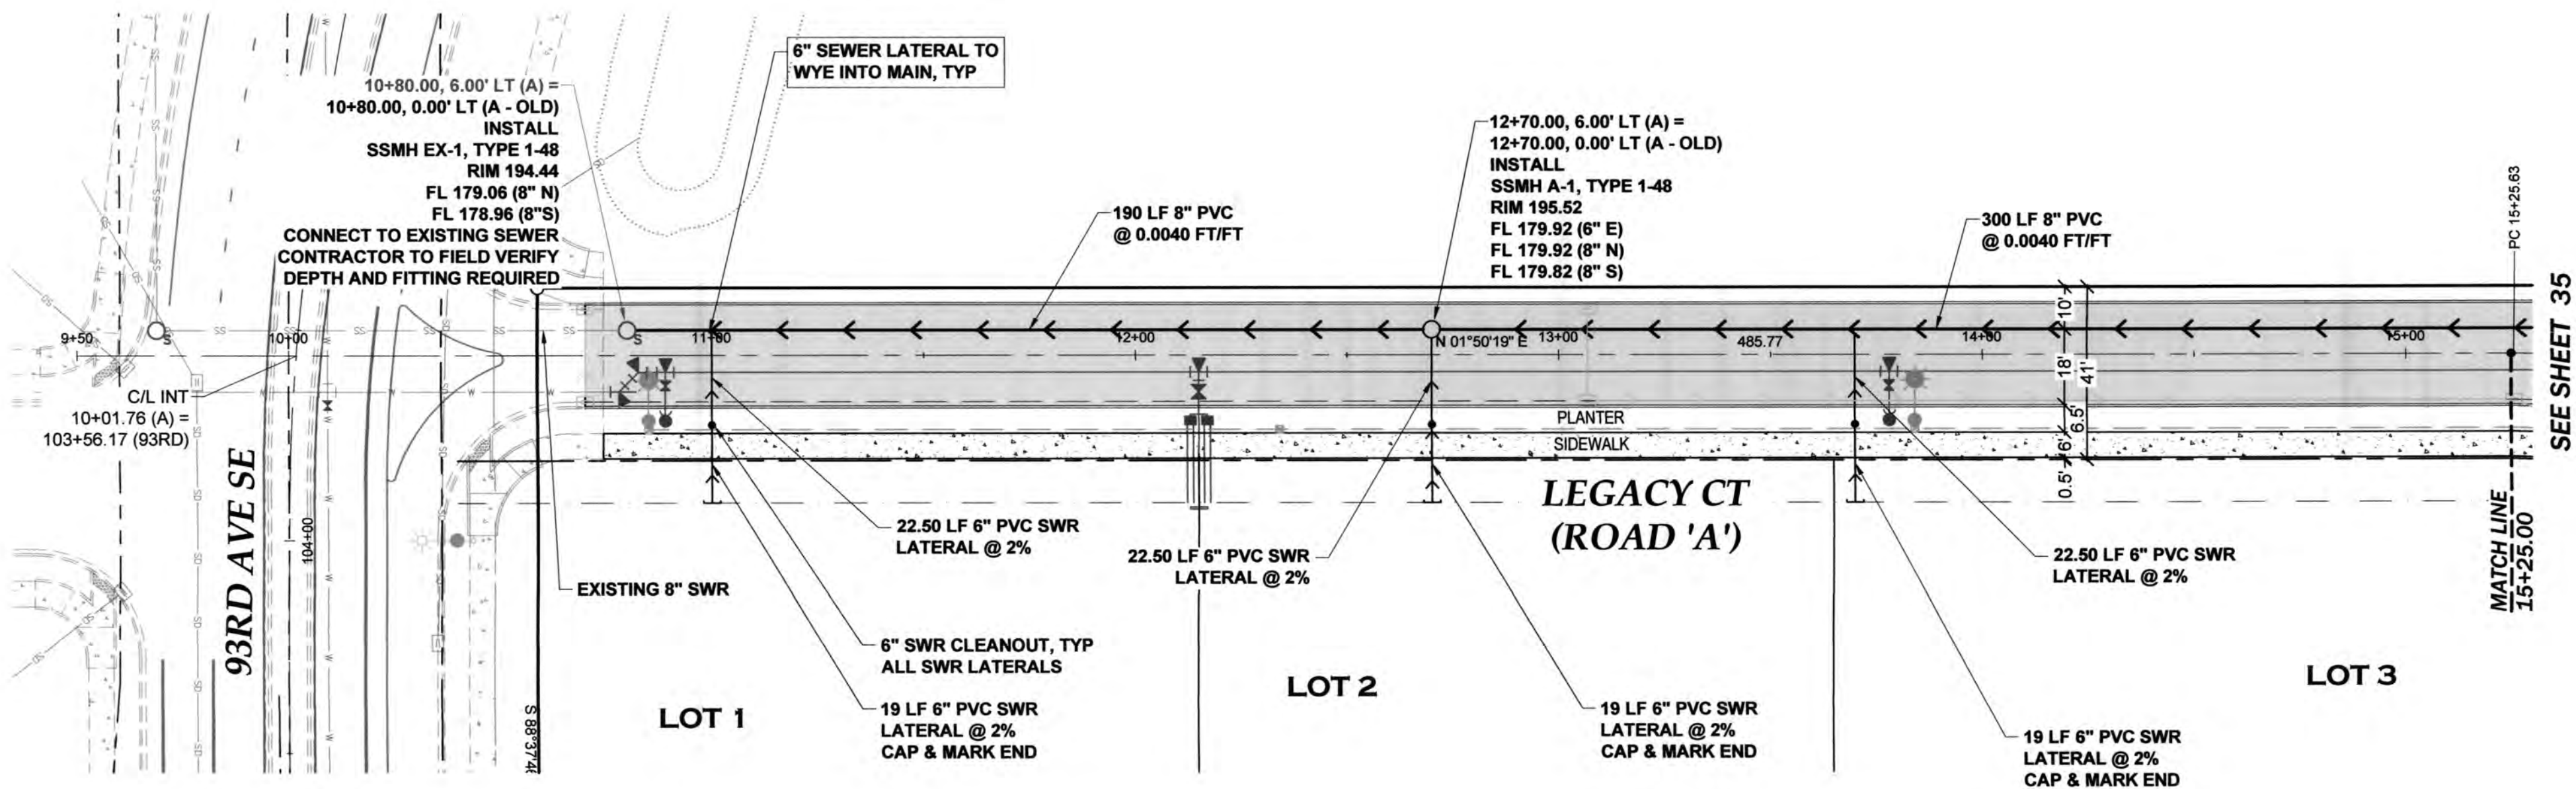 6" SEWER LATERAL TO
WYE INTO MAIN, TYP
10+80.00, 6.00' LT (A) =
10+80.00, 0.00' LT (A - OLD)
INSTALL
SSMH EX-1, TYPE 1-48
RIM 194.44
FL 179.06 (8" N)
FL 178.96 (8"S)
CONNECT TO EXISTING SEWER
CONTRACTOR TO FIELD VERIFY
DEPTH AND FITTING REQUIRED
190 LF 8" PVC
@ 0.0040 FT/FT
12+70.00, 6.00' LT (A) =
12+70.00, 0.00' LT (A - OLD)
INSTALL
SSMH A-1, TYPE 1-48
RIM 195.52
FL 179.92 (6" E)
FL 179.92 (8" N)
FL 179.82 (8" S)
300 LF 8" PVC
@ 0.0040 FT/FT
PC 15+25.63
SEE SHEET 35
9+50
S
10+00
SS
SS
SS
SS
SS
S
11+00
12+00
N 01°50'19" E
13+00
485.77
14+00
15+00
10'
18'
41'
6.5'
6'
0.5'
W
W
W
C/L INT
10+01.76 (A) =
103+56.17 (93RD)
PLANTER
SIDEWALK
93RD AVE SE
104+00
LEGACY CT
(ROAD 'A')
22.50 LF 6" PVC SWR
LATERAL @ 2%
22.50 LF 6" PVC SWR
LATERAL @ 2%
22.50 LF 6" PVC SWR
LATERAL @ 2%
MATCH LINE
15+25.00
EXISTING 8" SWR
6" SWR CLEANOUT, TYP
ALL SWR LATERALS
LOT 1
LOT 2
LOT 3
19 LF 6" PVC SWR
LATERAL @ 2%
CAP & MARK END
19 LF 6" PVC SWR
LATERAL @ 2%
CAP & MARK END
19 LF 6" PVC SWR
LATERAL @ 2%
CAP & MARK END